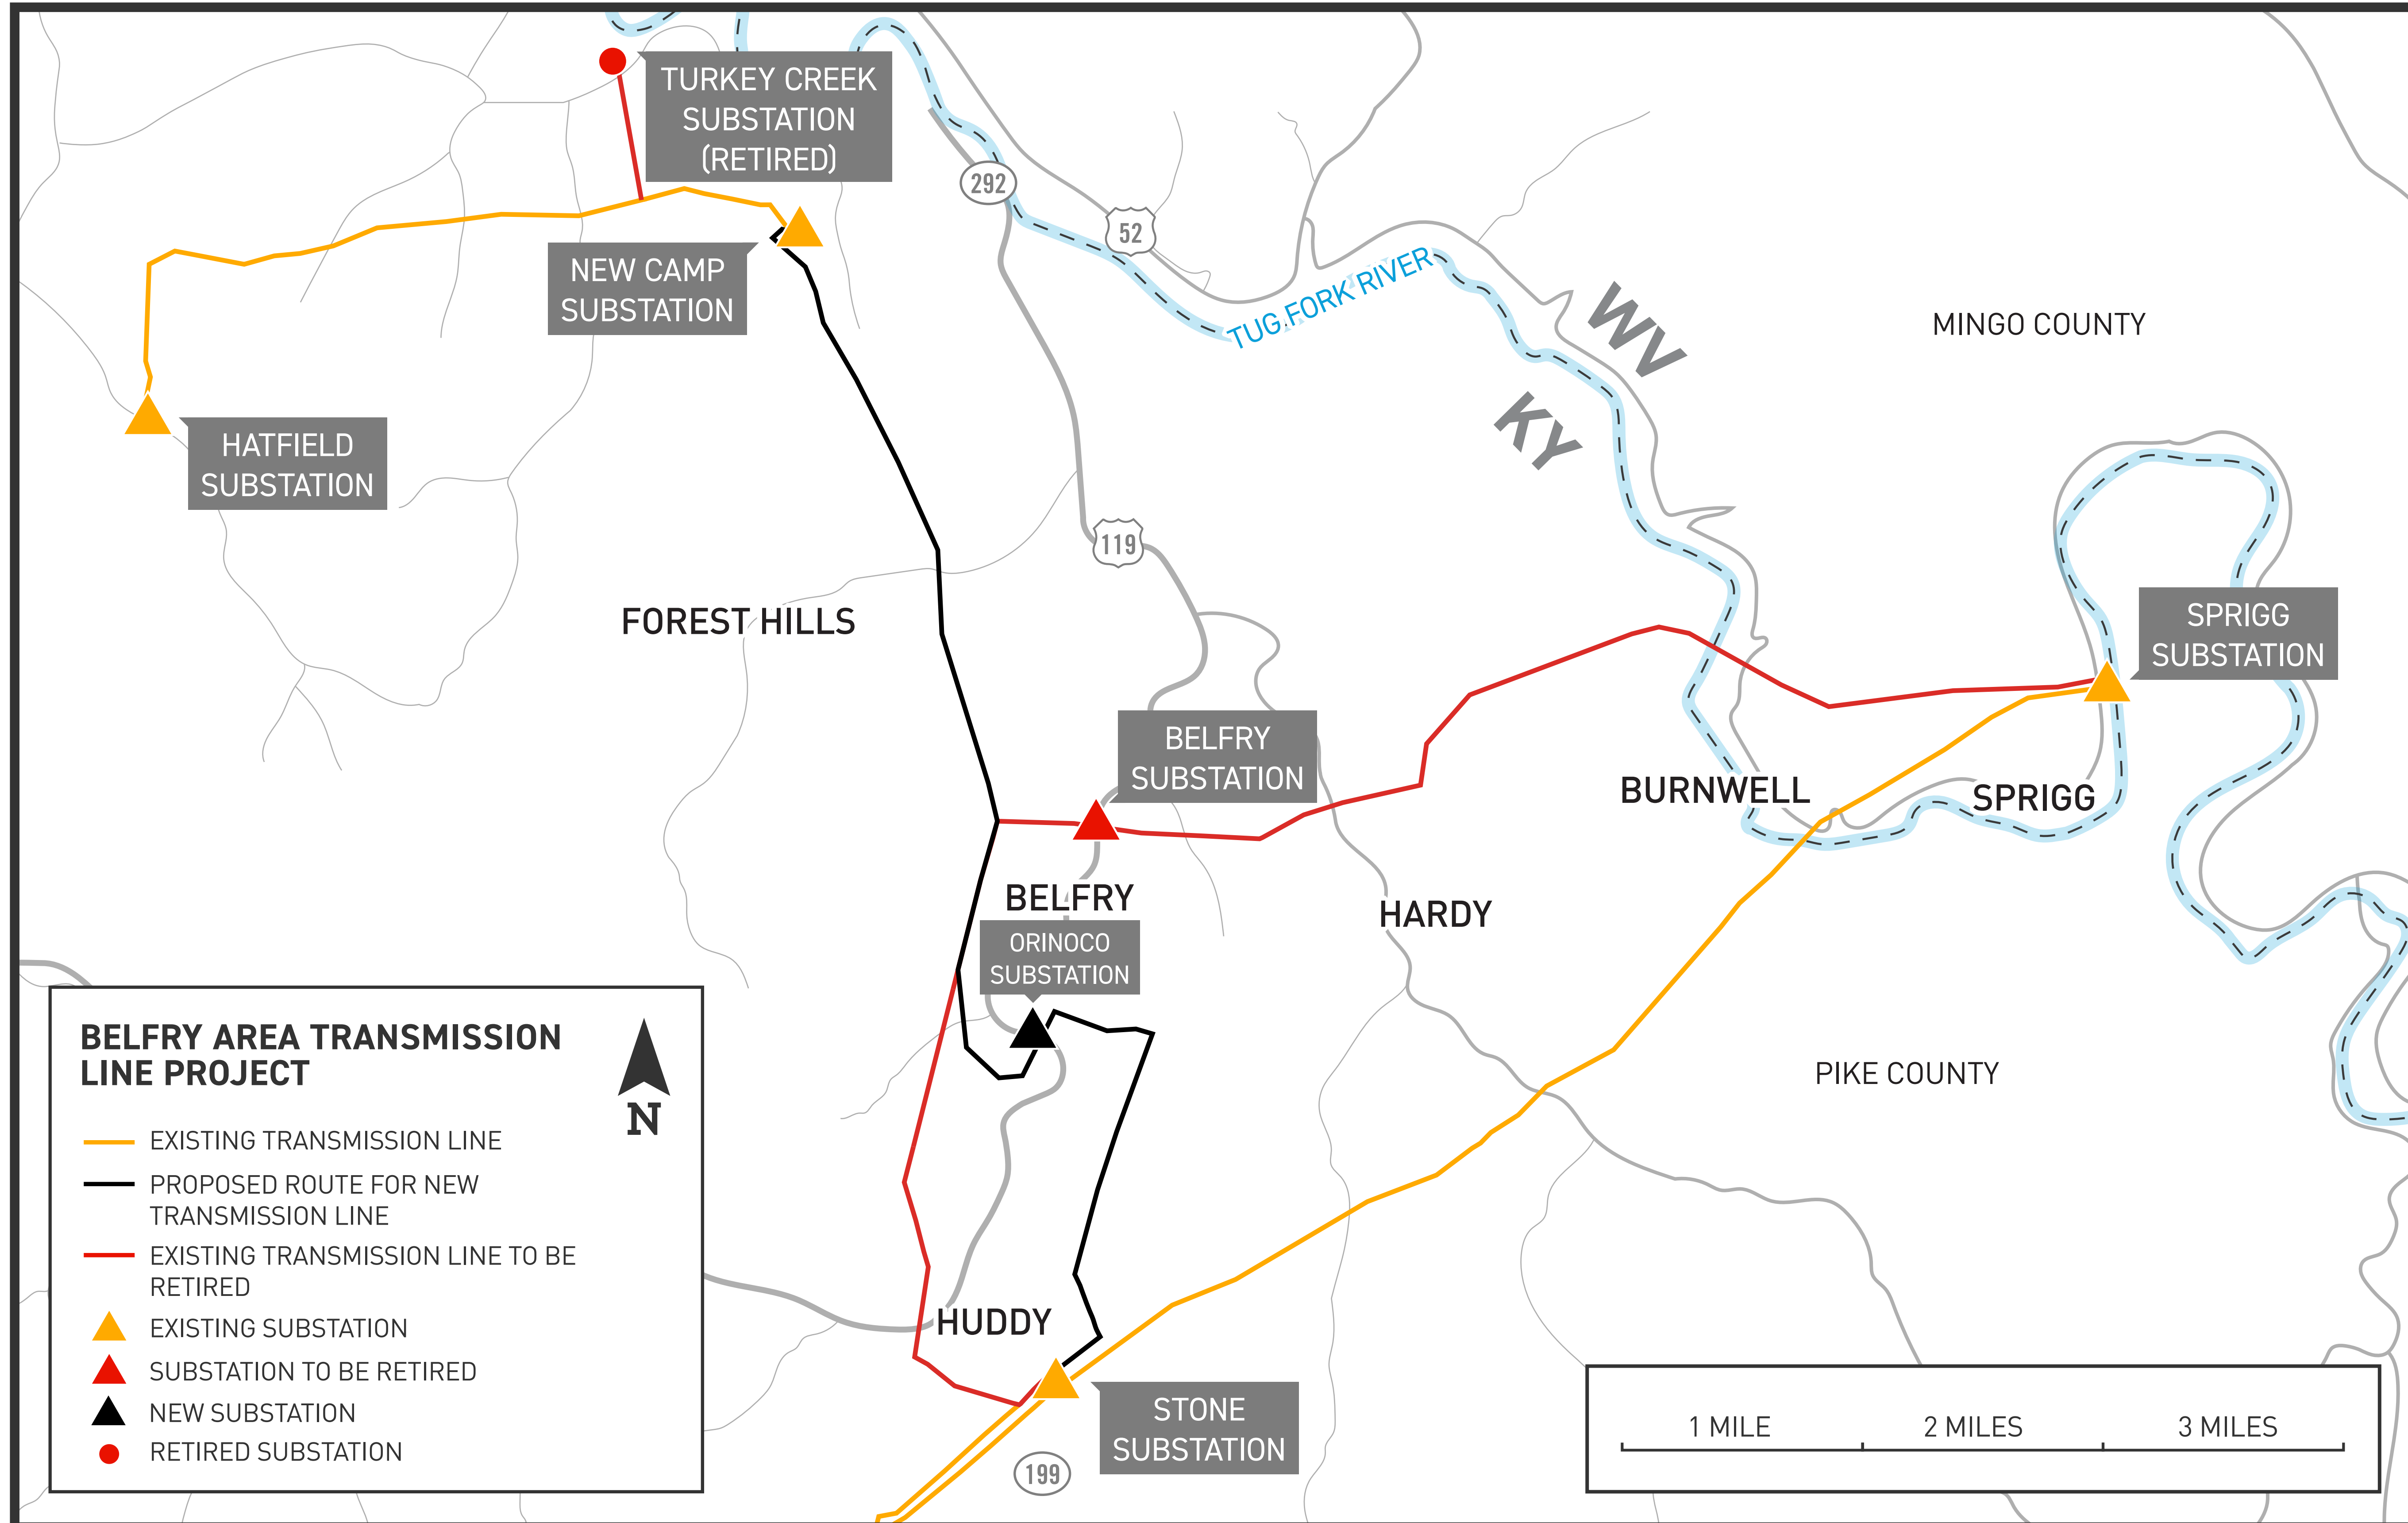 TURKEY CREEK
SUBSTATION
(RETIRED)
292
52
NEW CAMP
SUBSTATION
TUG FORK RIVER
WV
KY
MINGO COUNTY
HATFIELD
SUBSTATION
119
FOREST HILLS
SPRIGG
SUBSTATION
BELFRY
SUBSTATION
BURNWELL
SPRIGG
BELFRY
HARDY
ORINOCO
SUBSTATION
PIKE COUNTY
HUDDY
STONE
SUBSTATION
199
BELFRY AREA TRANSMISSION
LINE PROJECT
N
EXISTING TRANSMISSION LINE
PROPOSED ROUTE FOR NEW
TRANSMISSION LINE
EXISTING TRANSMISSION LINE TO BE
RETIRED
EXISTING SUBSTATION
SUBSTATION TO BE RETIRED
NEW SUBSTATION
RETIRED SUBSTATION
1 MILE 2 MILES 3 MILES